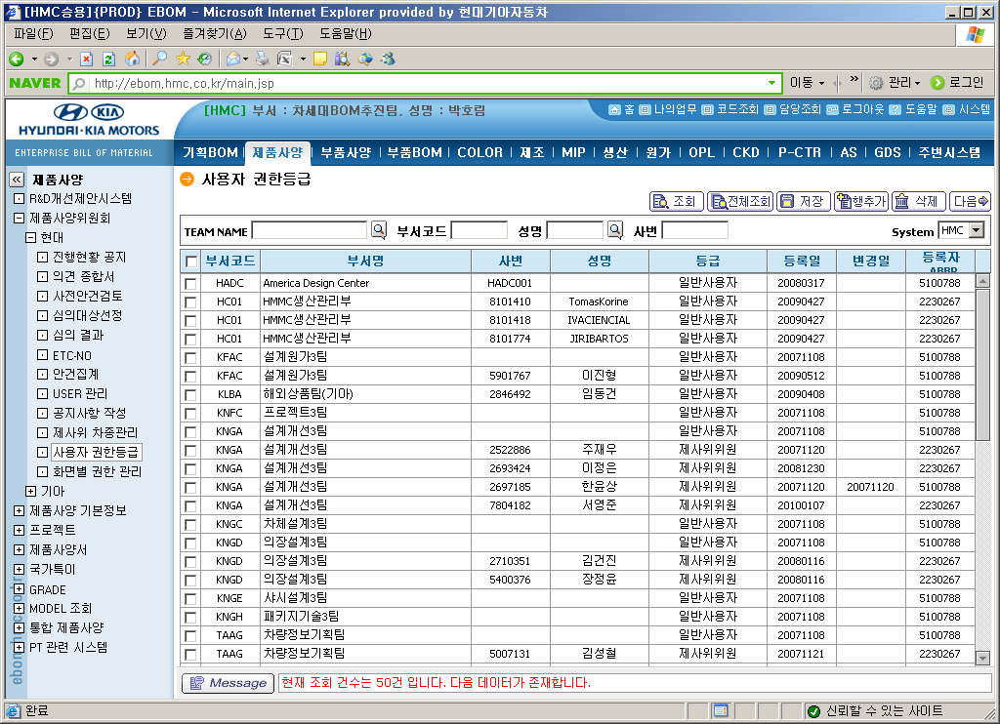 [HMC승용]{PROD} EBOM - Microsoft Internet Explorer provided by 현대기아자동차
파일(F) 편집(E) 보기(V) 즐겨찾기(A) 도구(T) 도움말(H)
NAVER http://ebom.hmc.co.kr/main.jsp 이동 » 관리 로그인
HYUNDAI·KIA MOTORS
[HMC] 부서 : 차세대BOM추진팀, 성명 : 박호림
홈 나의업무 코드조회 담당조회 로그아웃 도움말 시스템
ENTERPRISE BILL OF MATERIAL
기획BOM 제품사양 부품사양 부품BOM COLOR 제조 MIP 생산 원가 OPL CKD P-CTR AS GDS 주변시스템
제품사양
R&D개선제안시스템
제품사양위원회
현대
진행현황 공지
의견 종합서
사전안건검토
심의대상선정
심의 결과
ETC-NO
안건집계
USER 관리
공지사항 작성
제사위 차종관리
사용자 권한등급
화면별 권한 관리
기아
제품사양 기본정보
프로젝트
제품사양서
국가특이
GRADE
MODEL 조회
통합 제품사양
PT 관련 시스템
사용자 권한등급
조회 전체조회 저장 행추가 삭제 다음
TEAM NAME 부서코드 성명 사번 System HMC
부서코드 부서명 사번 성명 등급 등록일 변경일 등록자
HADC America Design Center HADC001 일반사용자 20080317 5100788
HC01 HMMC생산관리부 8101410 TomasKorine 일반사용자 20090427 2230267
HC01 HMMC생산관리부 8101418 IVACIENCIAL 일반사용자 20090427 2230267
HC01 HMMC생산관리부 8101774 JIRIBARTOS 일반사용자 20090427 2230267
KFAC 설계원가3팀 일반사용자 20071108 5100788
KFAC 설계원가3팀 5901767 이진형 일반사용자 20090512 5100788
KLBA 해외상품팀(기아) 2846492 임동건 일반사용자 20090408 5100788
KNFC 프로젝트3팀 일반사용자 20071108 5100788
KNGA 설계개선3팀 일반사용자 20071108 5100788
KNGA 설계개선3팀 2522886 주재우 제사위위원 20071120 2230267
KNGA 설계개선3팀 2693424 이정은 제사위위원 20081230 2230267
KNGA 설계개선3팀 2697185 한윤상 제사위위원 20071120 20071120 5100788
KNGA 설계개선3팀 7804182 서영준 제사위위원 20100107 2230267
KNGC 차체설계3팀 일반사용자 20071108 5100788
KNGD 의장설계3팀 일반사용자 20071108 5100788
KNGD 의장설계3팀 2710351 김건진 제사위위원 20080116 2230267
KNGD 의장설계3팀 5400376 장정윤 제사위위원 20080116 2230267
KNGE 샤시설계3팀 일반사용자 20071108 5100788
KNGH 패키지기술3팀 일반사용자 20071108 5100788
TAAG 차량정보기획팀 일반사용자 20071108 5100788
TAAG 차량정보기획팀 5007131 김성철 제사위위원 20071121 2230267
Message 현재 조회 건수는 50건 입니다. 다음 데이터가 존재합니다.
완료 신뢰할 수 있는 사이트